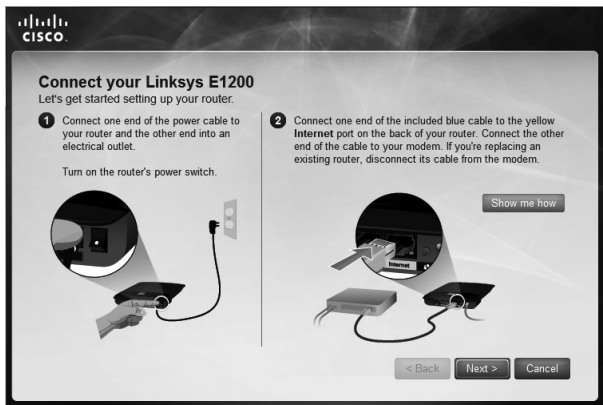 CISCO
Connect your Linksys E1200
Let's get started setting up your router.
1 Connect one end of the power cable to
your router and the other end into an
electrical outlet.
Turn on the router's power switch.
2 Connect one end of the included blue cable to the yellow
Internet port on the back of your router. Connect the other
end of the cable to your modem. If you're replacing an
existing router, disconnect its cable from the modem.
Show me how
Internet
< Back
Next >
Cancel